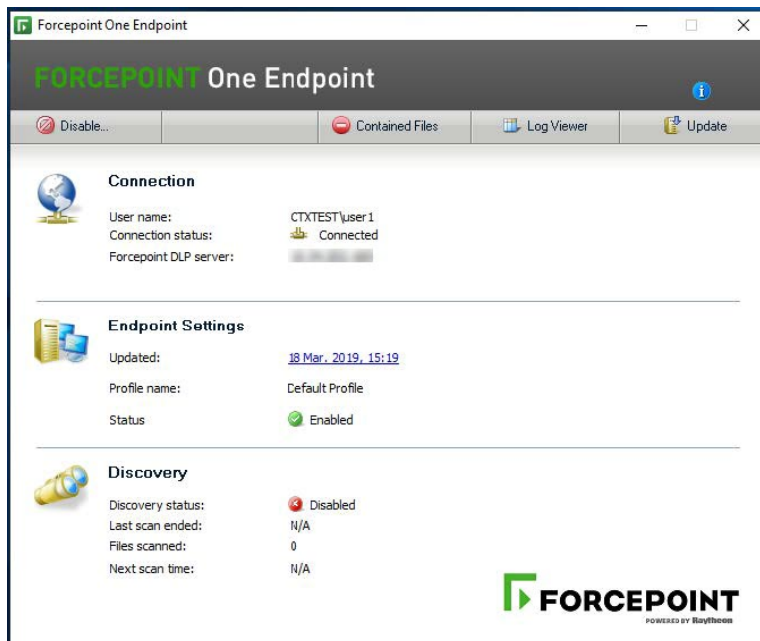 Forcepoint One Endpoint
FORCEPOINT One Endpoint
Disable... Contained Files Log Viewer Update
Connection
User name: CTXTEST\user1
Connection status: Connected
Forcepoint DLP server:
Endpoint Settings
Updated: 18 Mar. 2019, 15:19
Profile name: Default Profile
Status Enabled
Discovery
Discovery status: Disabled
Last scan ended: N/A
Files scanned: 0
Next scan time: N/A
FORCEPOINT
POWERED BY Raytheon